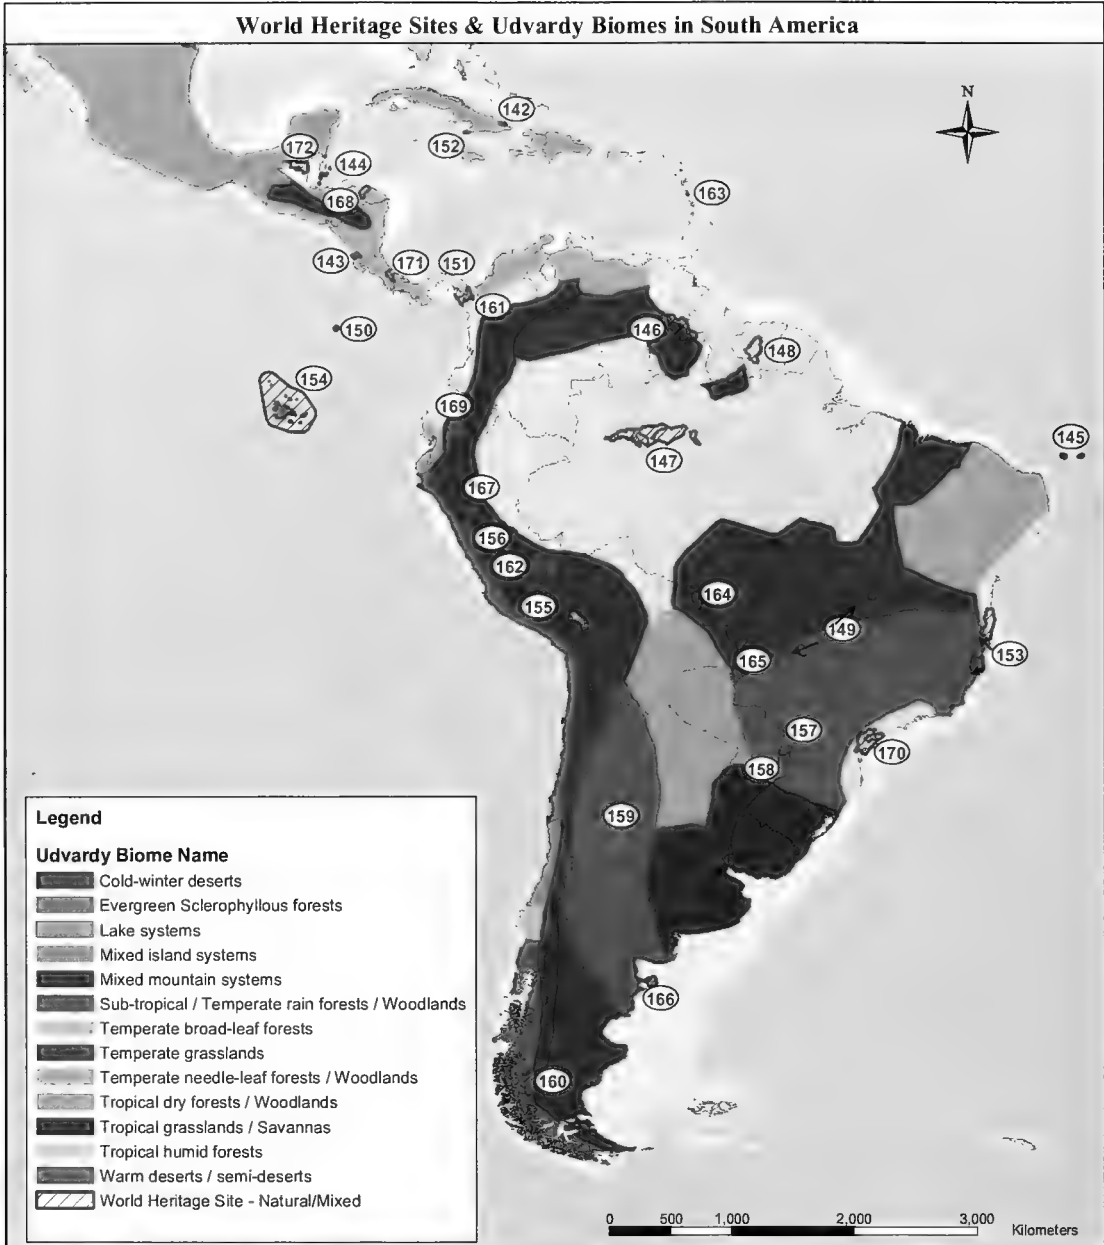 World Heritage Sites & Udvardy Biomes in South America
N
142
152
172
144
163
168
143
171
151
161
150
146
148
154
169
145
147
167
156
162
164
155
149
165
153
157
170
158
159
166
160
Legend
Udvardy Biome Name
Cold-winter deserts
Evergreen Sclerophyllous forests
Lake systems
Mixed island systems
Mixed mountain systems
Sub-tropical / Temperate rain forests / Woodlands
Temperate broad-leaf forests
Temperate grasslands
Temperate needle-leaf forests / Woodlands
Tropical dry forests / Woodlands
Tropical grasslands / Savannas
Tropical humid forests
Warm deserts / semi-deserts
World Heritage Site - Natural/Mixed
0 500 1,000 2,000 3,000
Kilometers